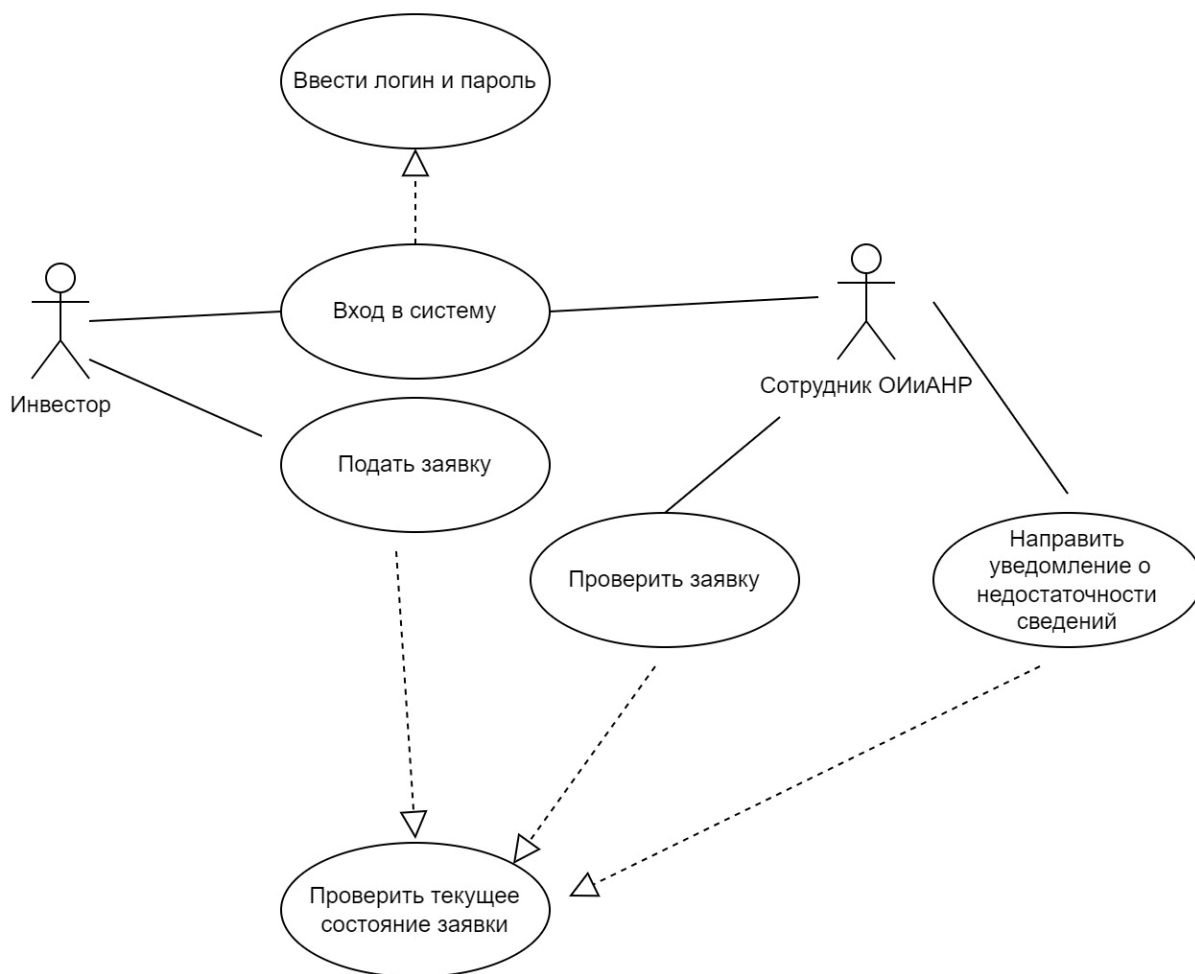 Ввести логин и пароль
Вход в систему
Инвестор
Сотрудник ОИиАНР
Подать заявку
Проверить заявку
Направить
уведомление о
недостаточности
сведений
Проверить текущее
состояние заявки